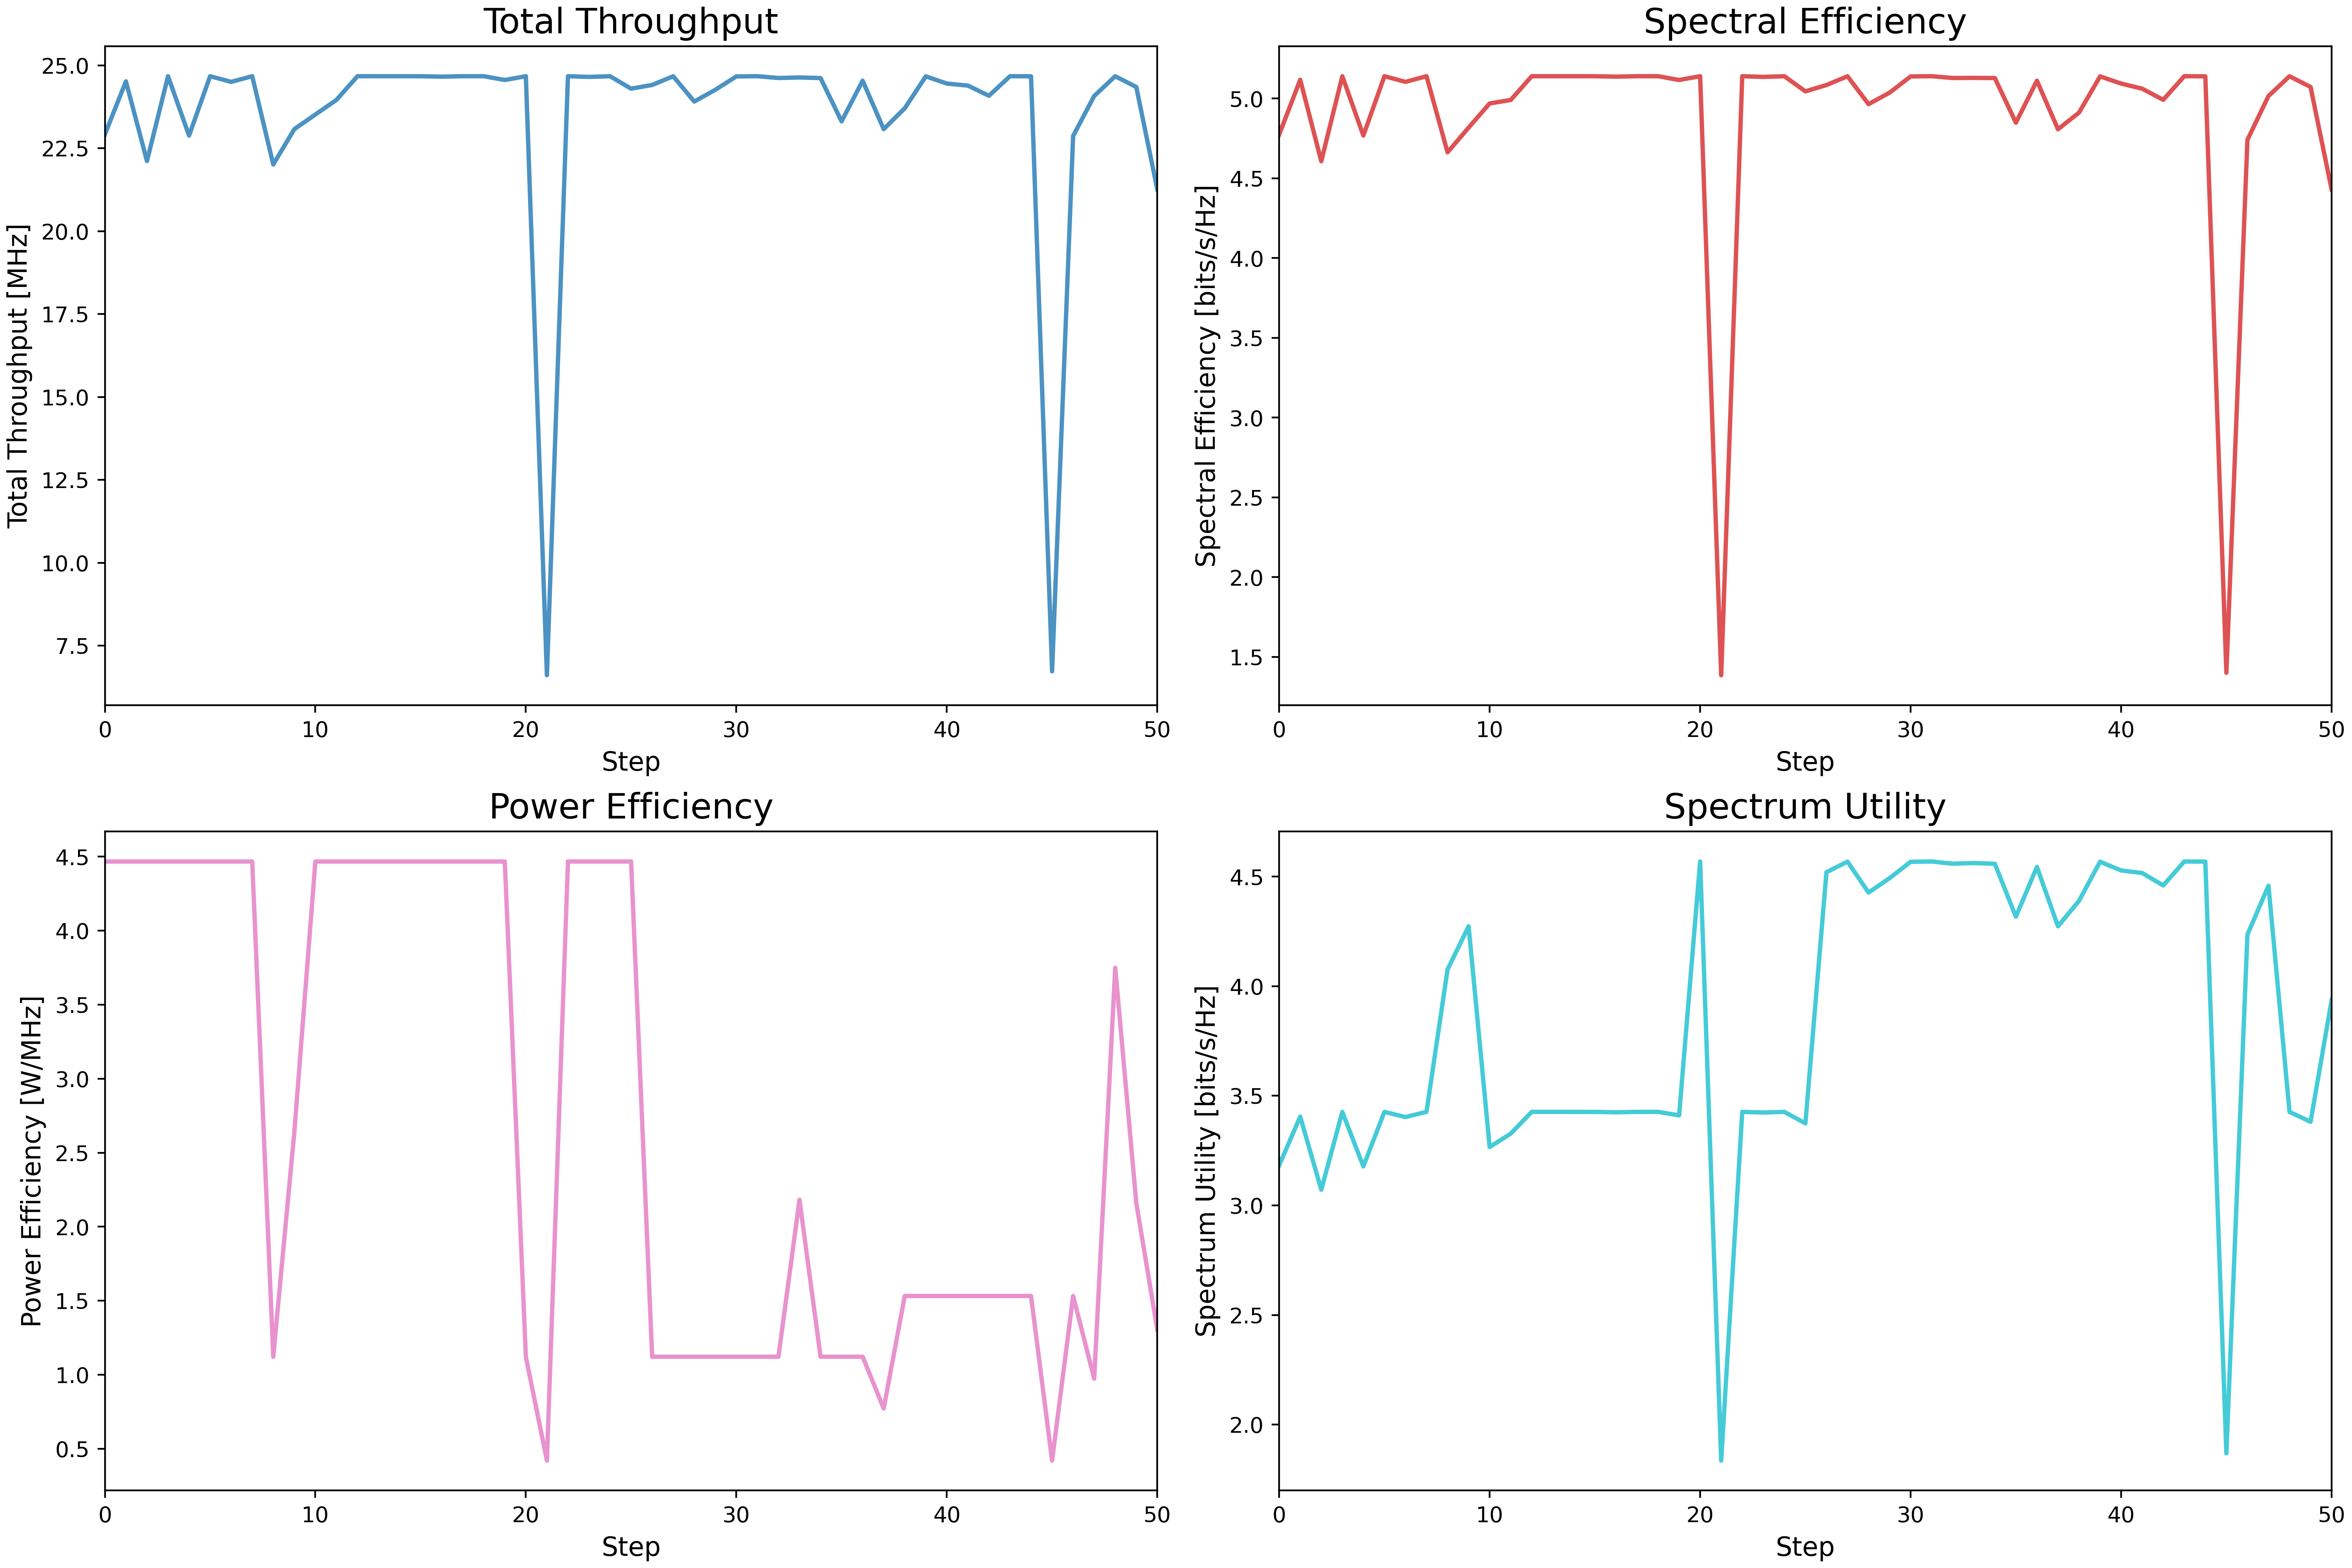 Total Throughput
Total Throughput [MHz]
25.0
22.5
20.0
17.5
15.0
12.5
10.0
7.5
0 10 20 30 40 50
Step
Spectral Efficiency
Spectral Efficiency [bits/s/Hz]
5.0
4.5
4.0
3.5
3.0
2.5
2.0
1.5
0 10 20 30 40 50
Step
Power Efficiency
Power Efficiency [W/MHz]
4.5
4.0
3.5
3.0
2.5
2.0
1.5
1.0
0.5
0 10 20 30 40 50
Step
Spectrum Utility
Spectrum Utility [bits/s/Hz]
4.5
4.0
3.5
3.0
2.5
2.0
0 10 20 30 40 50
Step